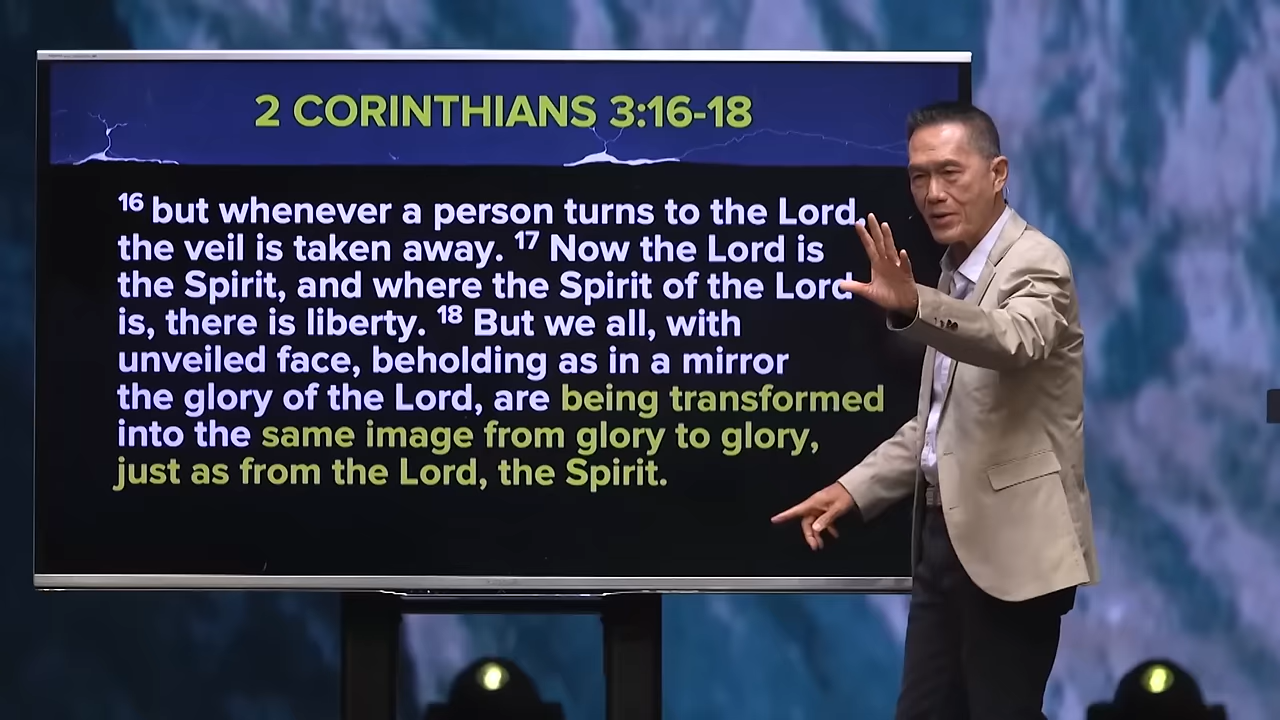 2 CORINTHIANS 3:16-18
16 but whenever a person turns to the Lord,
the veil is taken away. 17 Now the Lord is
the Spirit, and where the Spirit of the Lord
is, there is liberty. 18 But we all, with
unveiled face, beholding as in a mirror
the glory of the Lord, are being transformed
into the same image from glory to glory,
just as from the Lord, the Spirit.